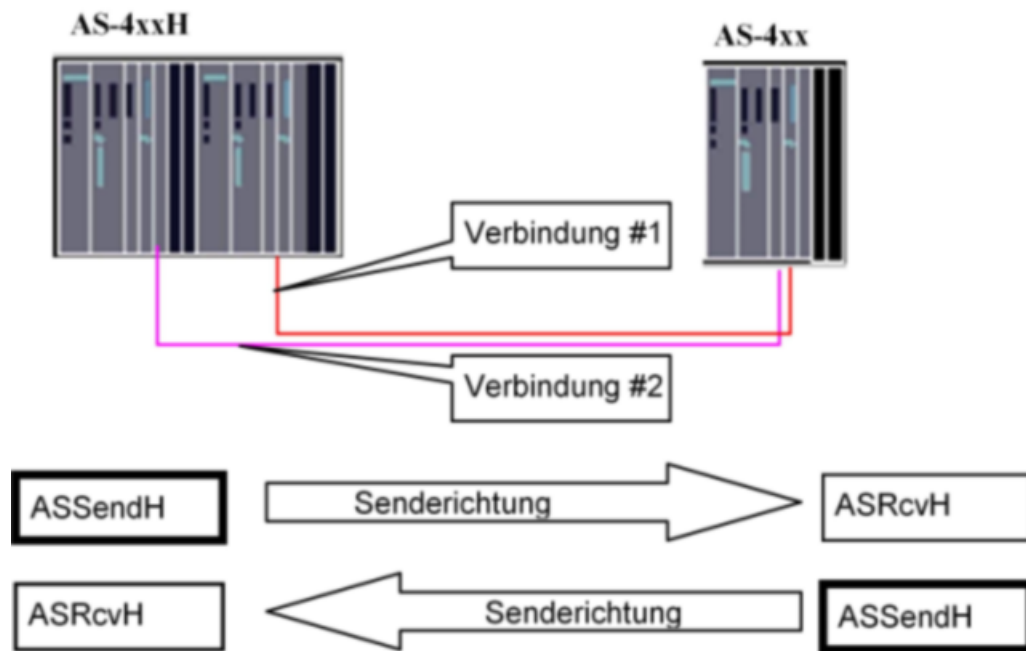 AS-4xxH
AS-4xx
Verbindung #1
Verbindung #2
ASSendH
Senderichtung
ASRcvH
ASRcvH
Senderichtung
ASSendH